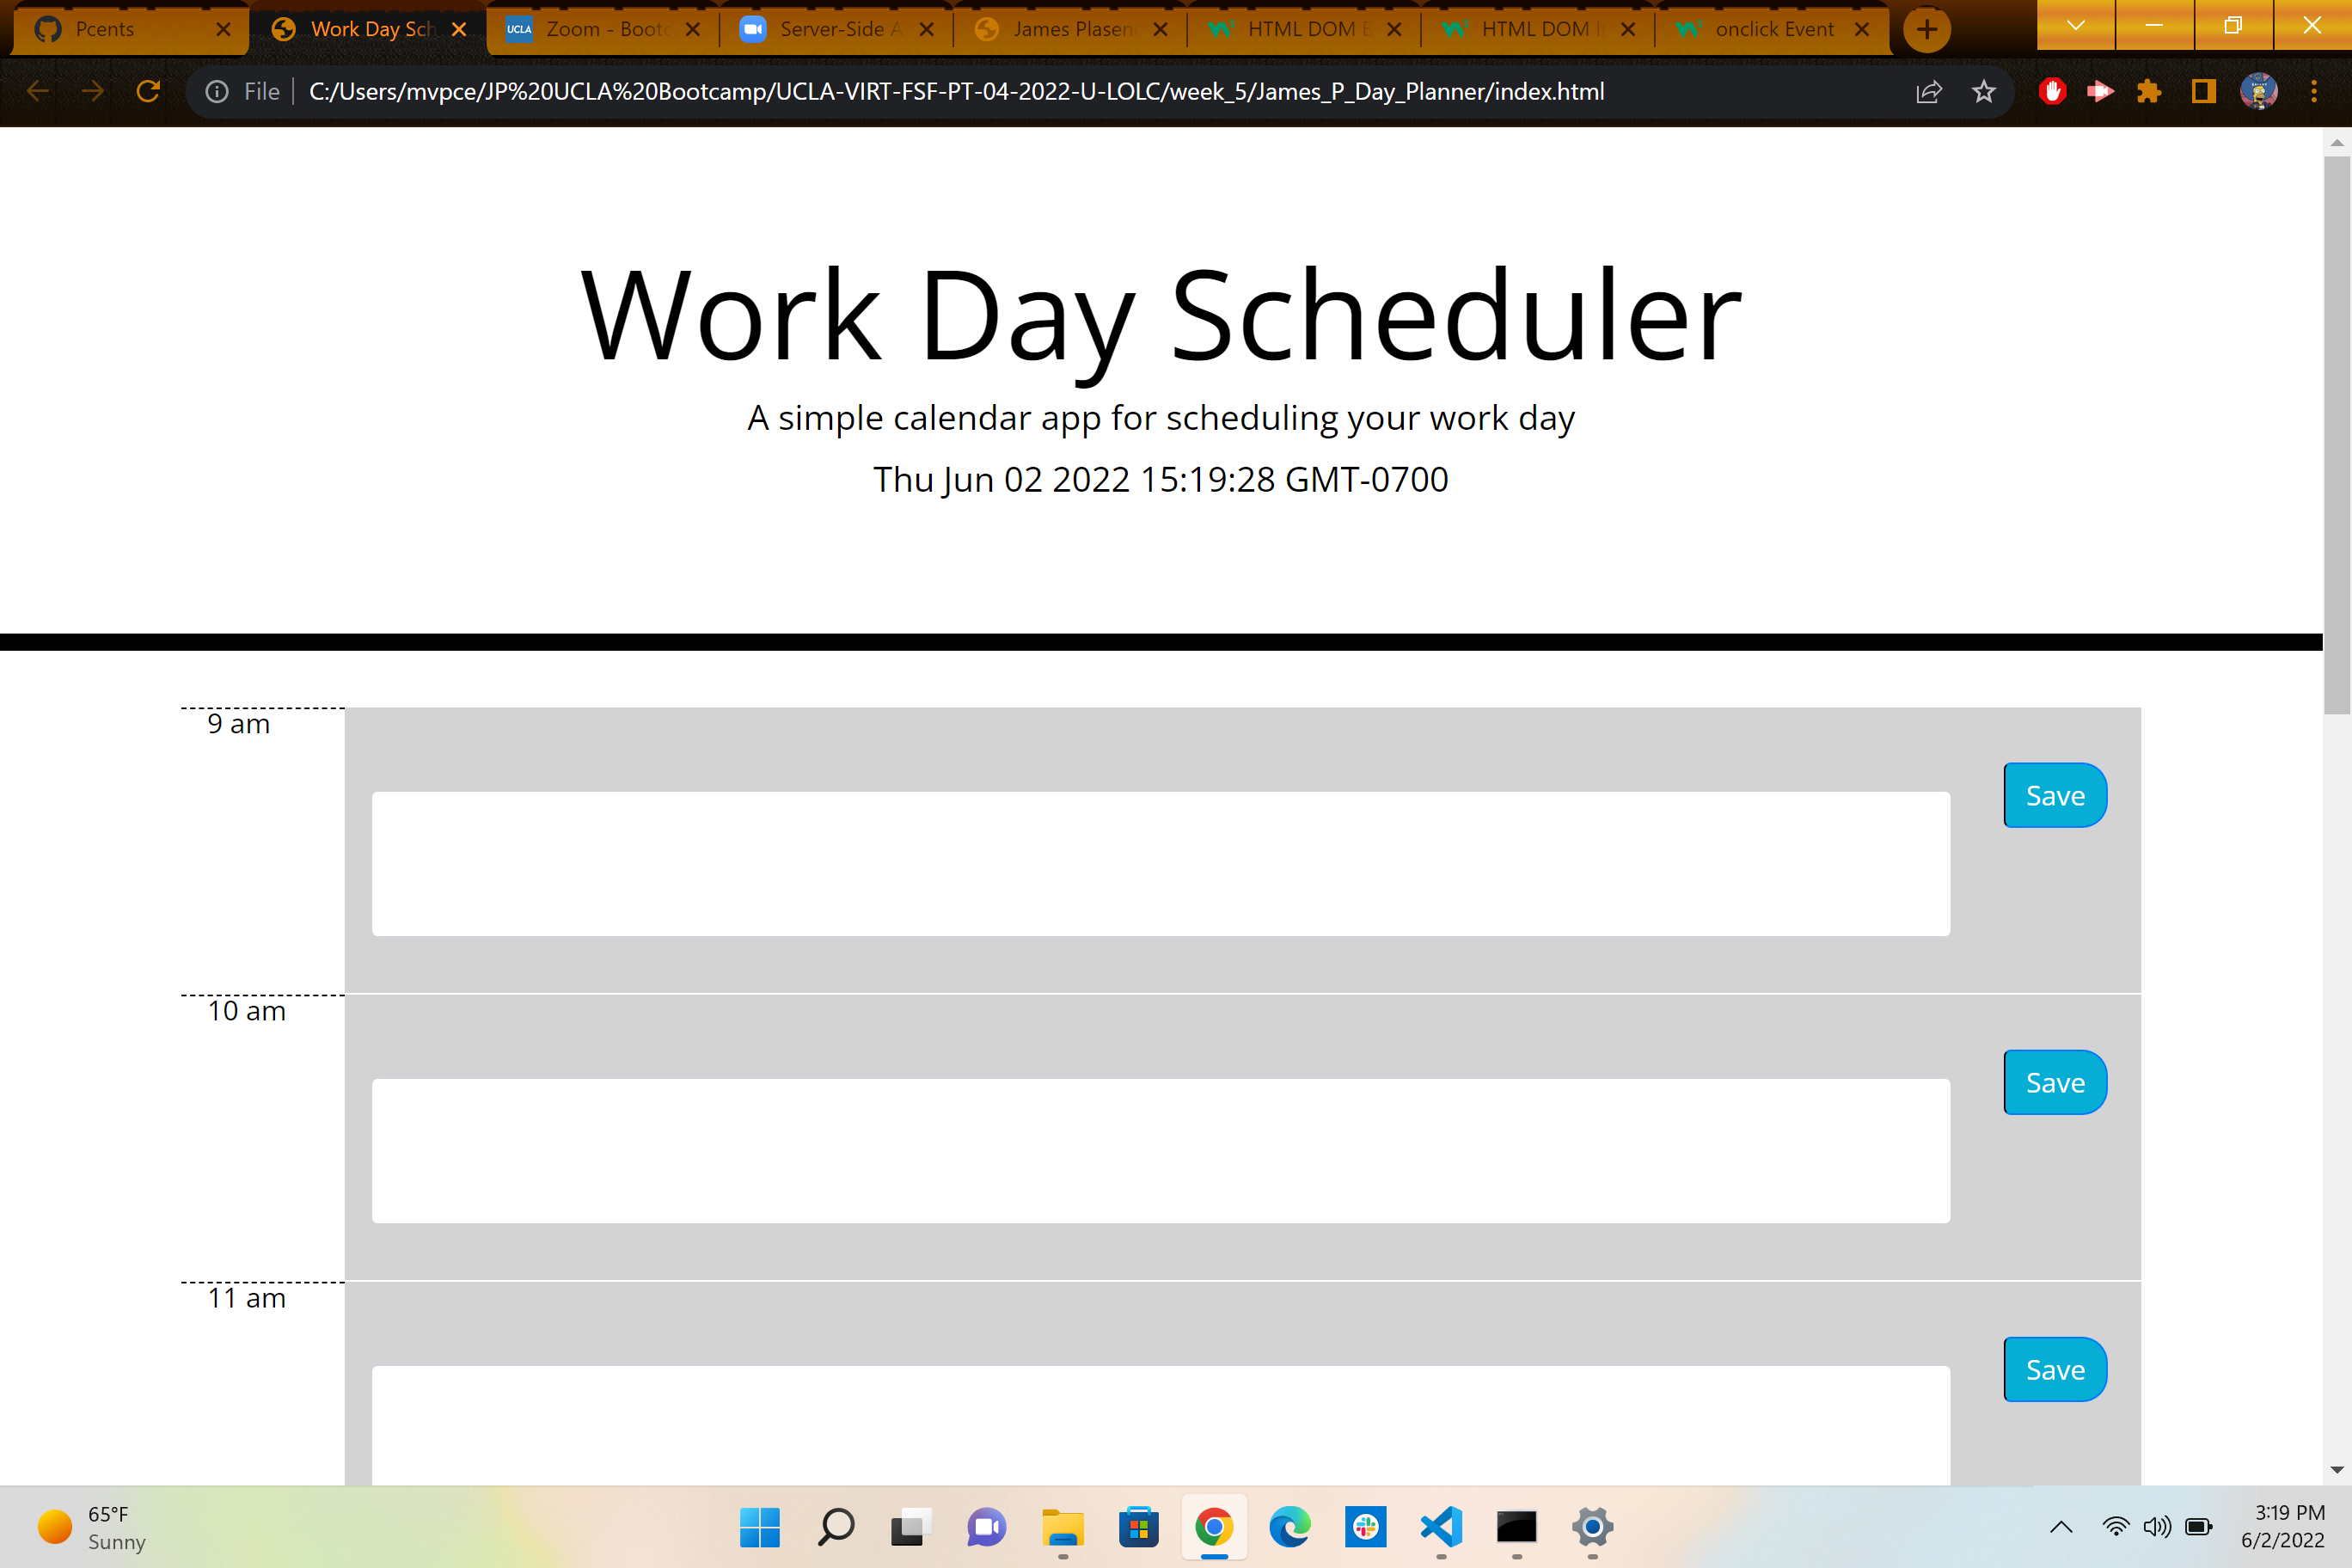 Pcents
Work Day Sch
UCLA Zoom - Bootc
Server-Side A
James Plasen
HTML DOM B
HTML DOM I
onclick Event
File
C:/Users/mvpce/JP%20UCLA%20Bootcamp/UCLA-VIRT-FSF-PT-04-2022-U-LOLC/week_5/James_P_Day_Planner/index.html
Work Day Scheduler
A simple calendar app for scheduling your work day
Thu Jun 02 2022 15:19:28 GMT-0700
9 am
Save
10 am
Save
11 am
Save
65°F
Sunny
3:19 PM
6/2/2022